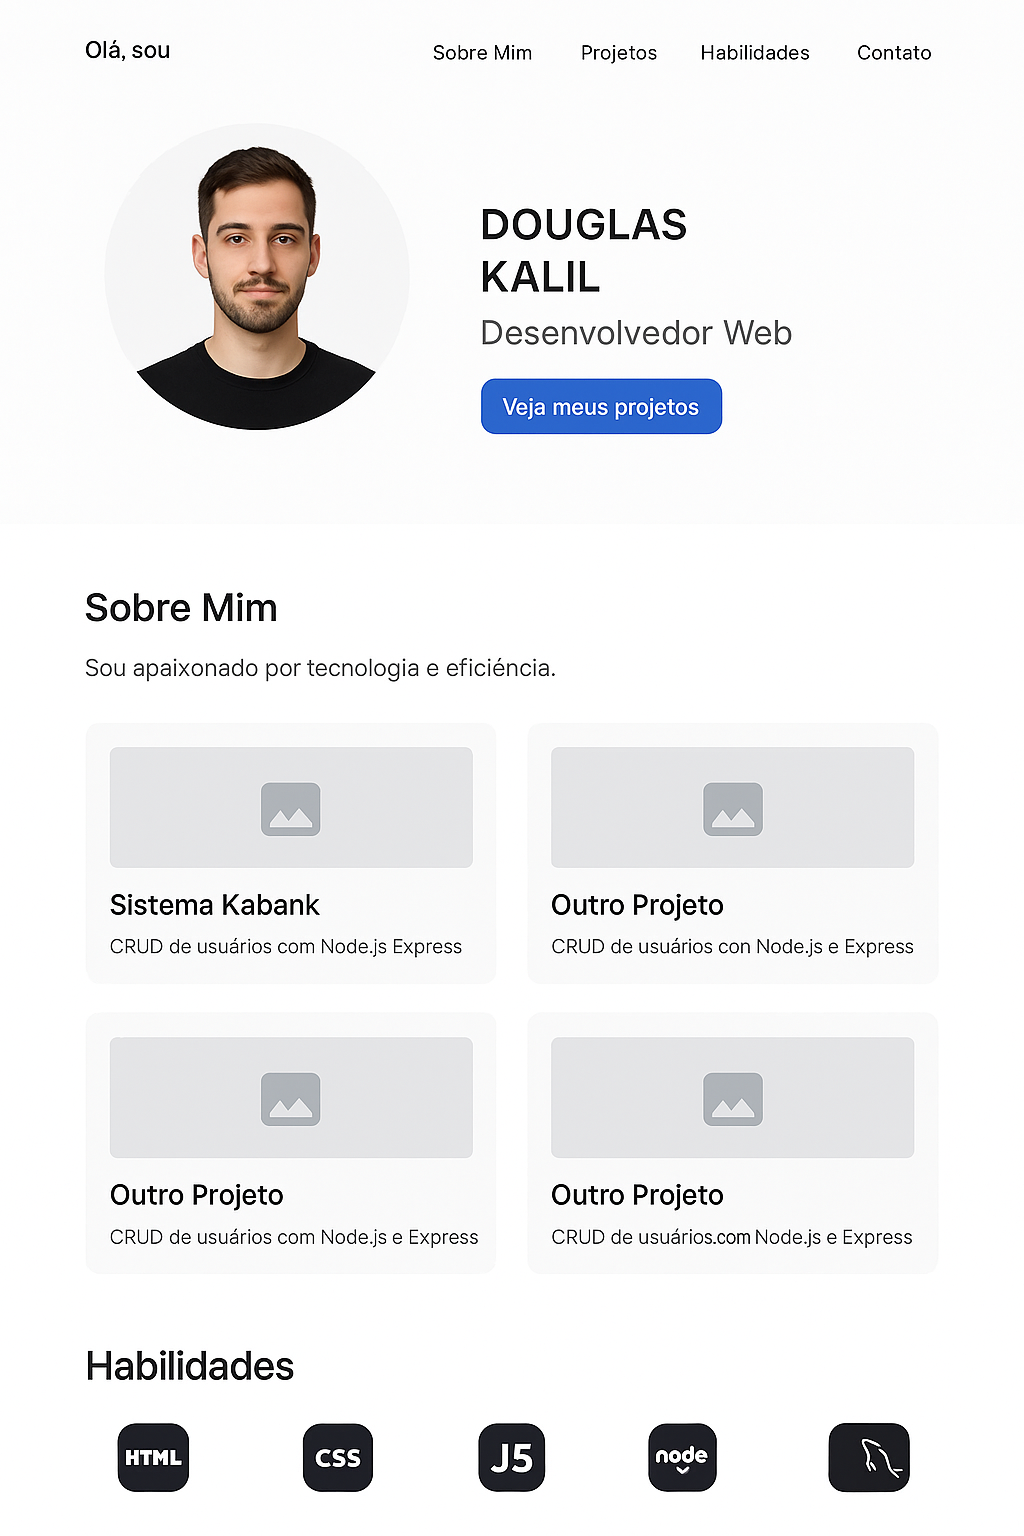 Olá, sou
Sobre Mim Projetos Habilidades Contato
DOUGLAS
KALIL
Desenvolvedor Web
Veja meus projetos
Sobre Mim
Sou apaixonado por tecnologia e eficiéncia.
Sistema Kabank
CRUD de usuários com Node.js Express
Outro Projeto
CRUD de usuários con Node.js e Express
Outro Projeto
CRUD de usuários com Node.js e Express
Outro Projeto
CRUD de usuários.com Node.js e Express
Habilidades
HTML CSS J5 node